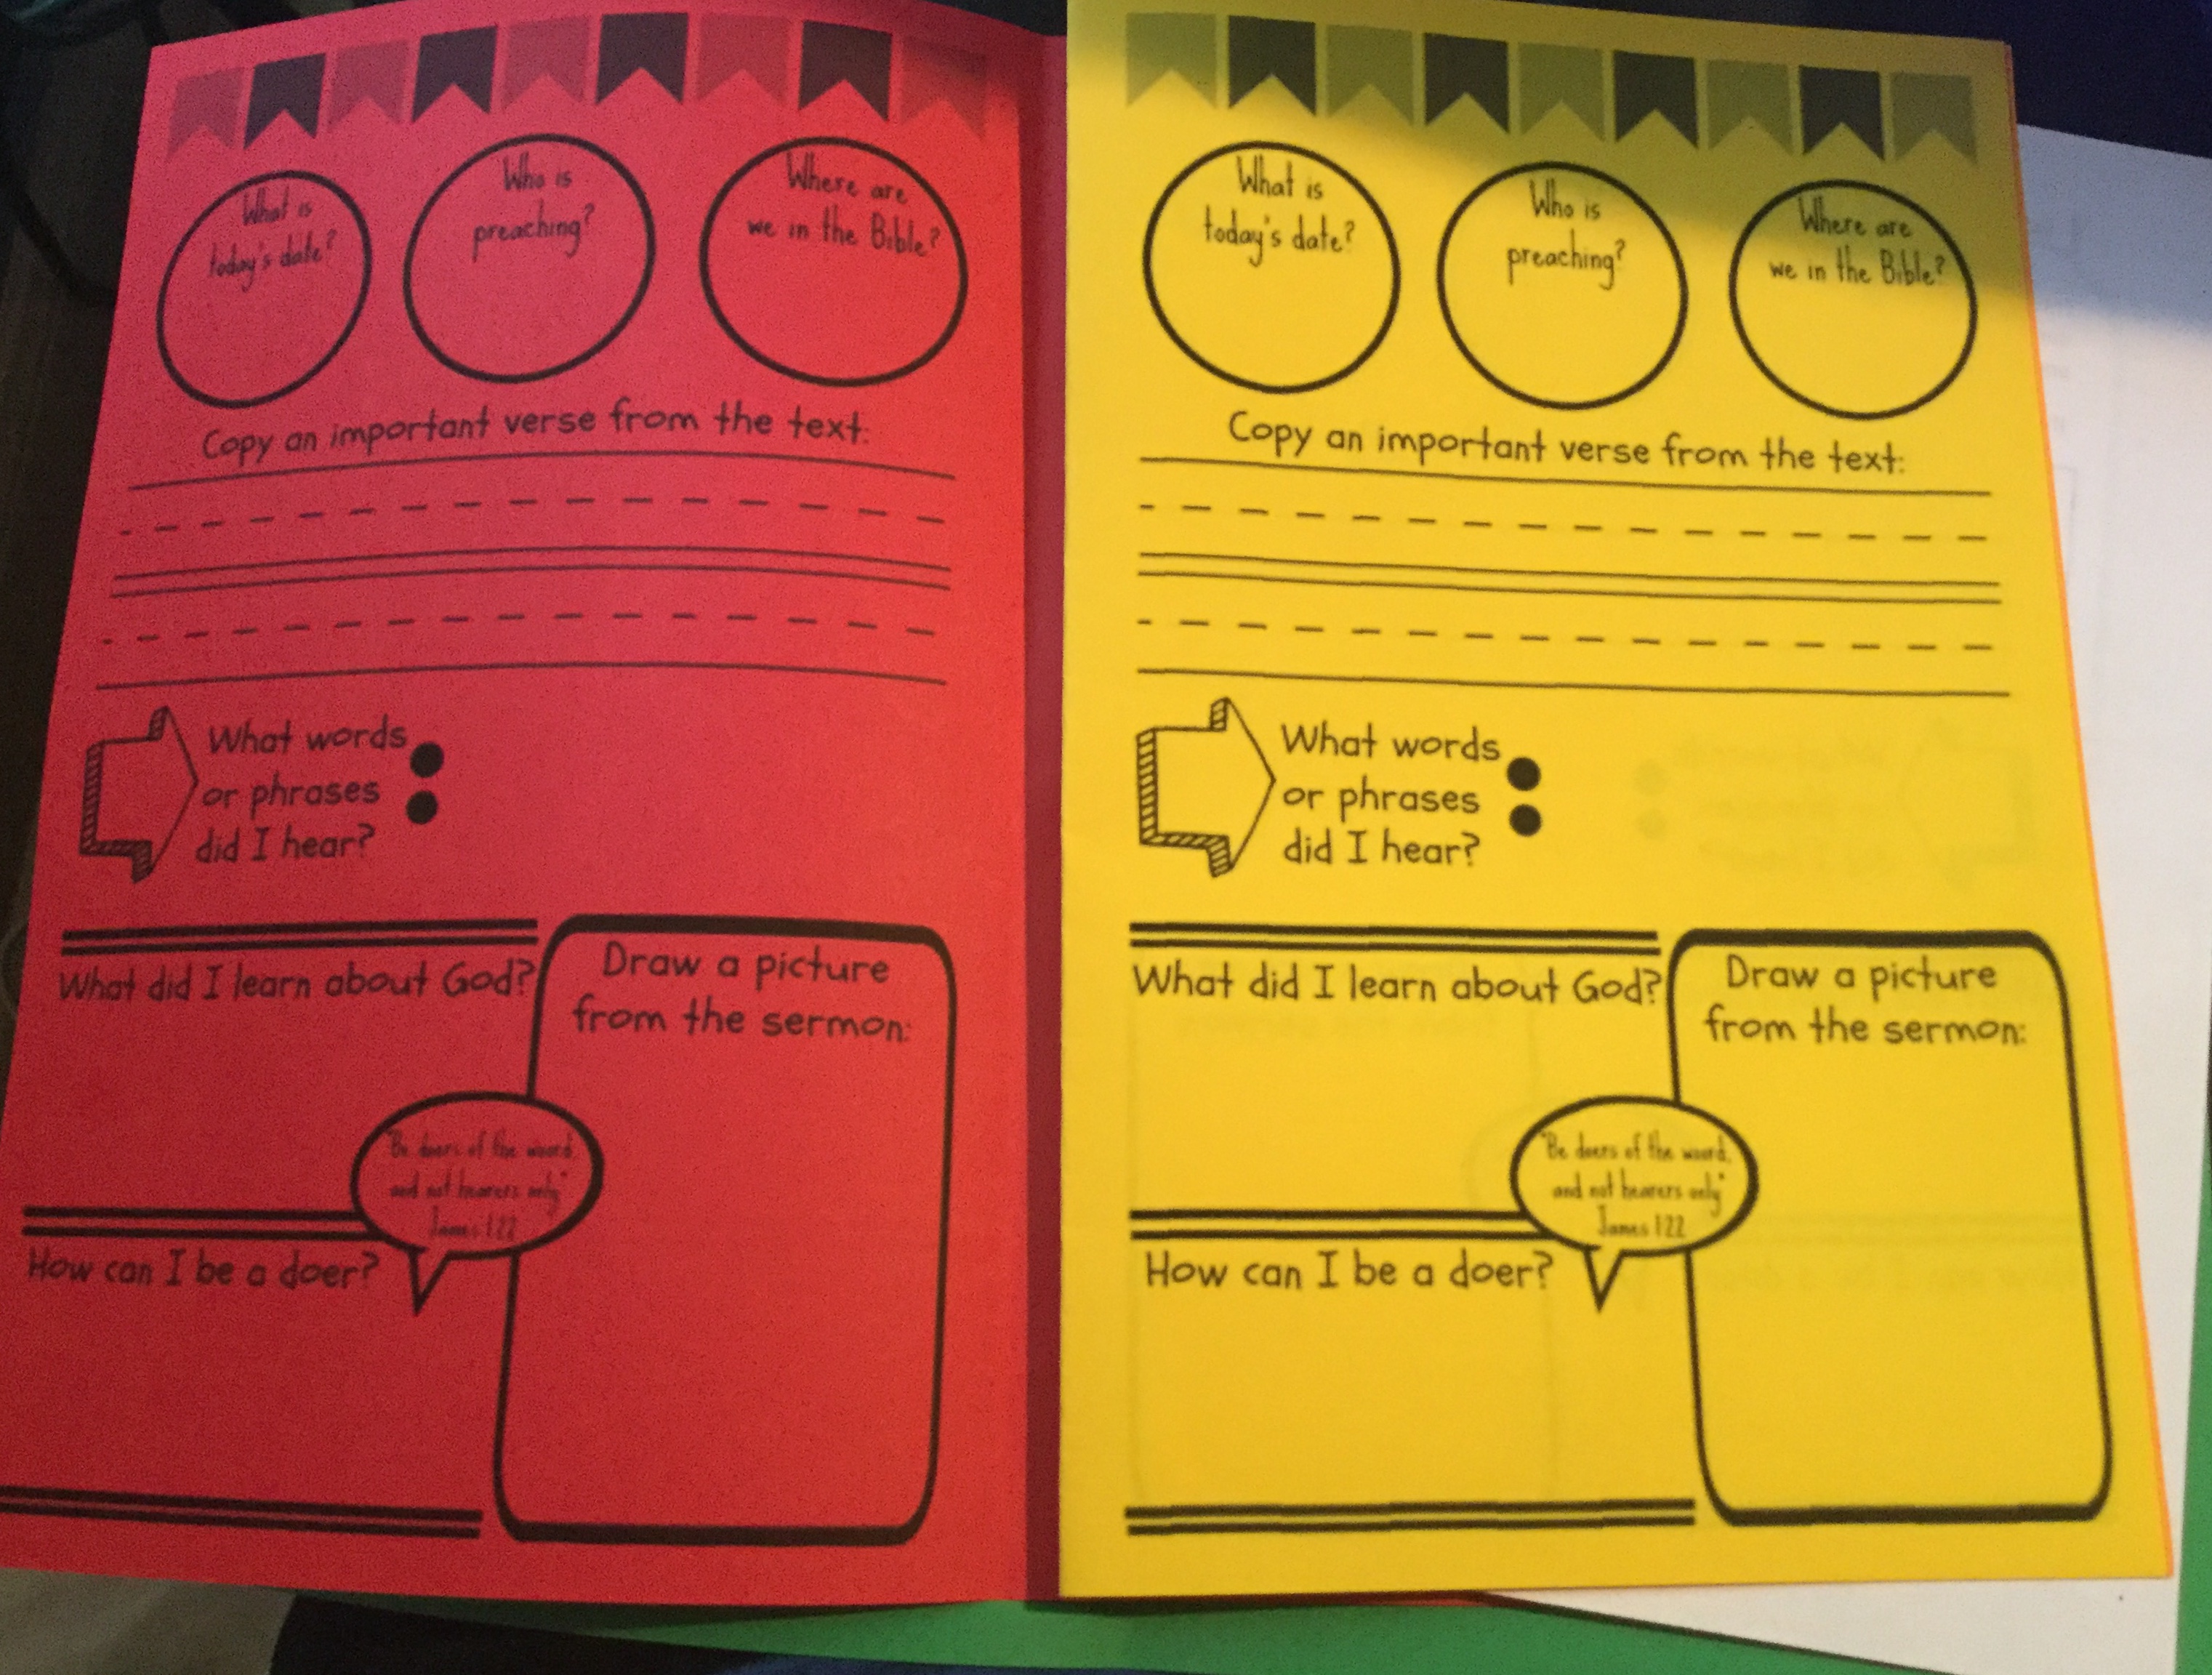 What is
today's date?
Who is
preaching?
Where are
we in the Bible?
Copy an important verse from the text:
What words
or phrases
did I hear?
What did I learn about God?
Draw a picture
from the sermon:
"Be doers of the word,
and not hearers only"
James 1:22
How can I be a doer?
What is
today's date?
Who is
preaching?
Where are
we in the Bible?
Copy an important verse from the text:
What words
or phrases
did I hear?
What did I learn about God?
Draw a picture
from the sermon:
"Be doers of the word,
and not hearers only"
James 1:22
How can I be a doer?